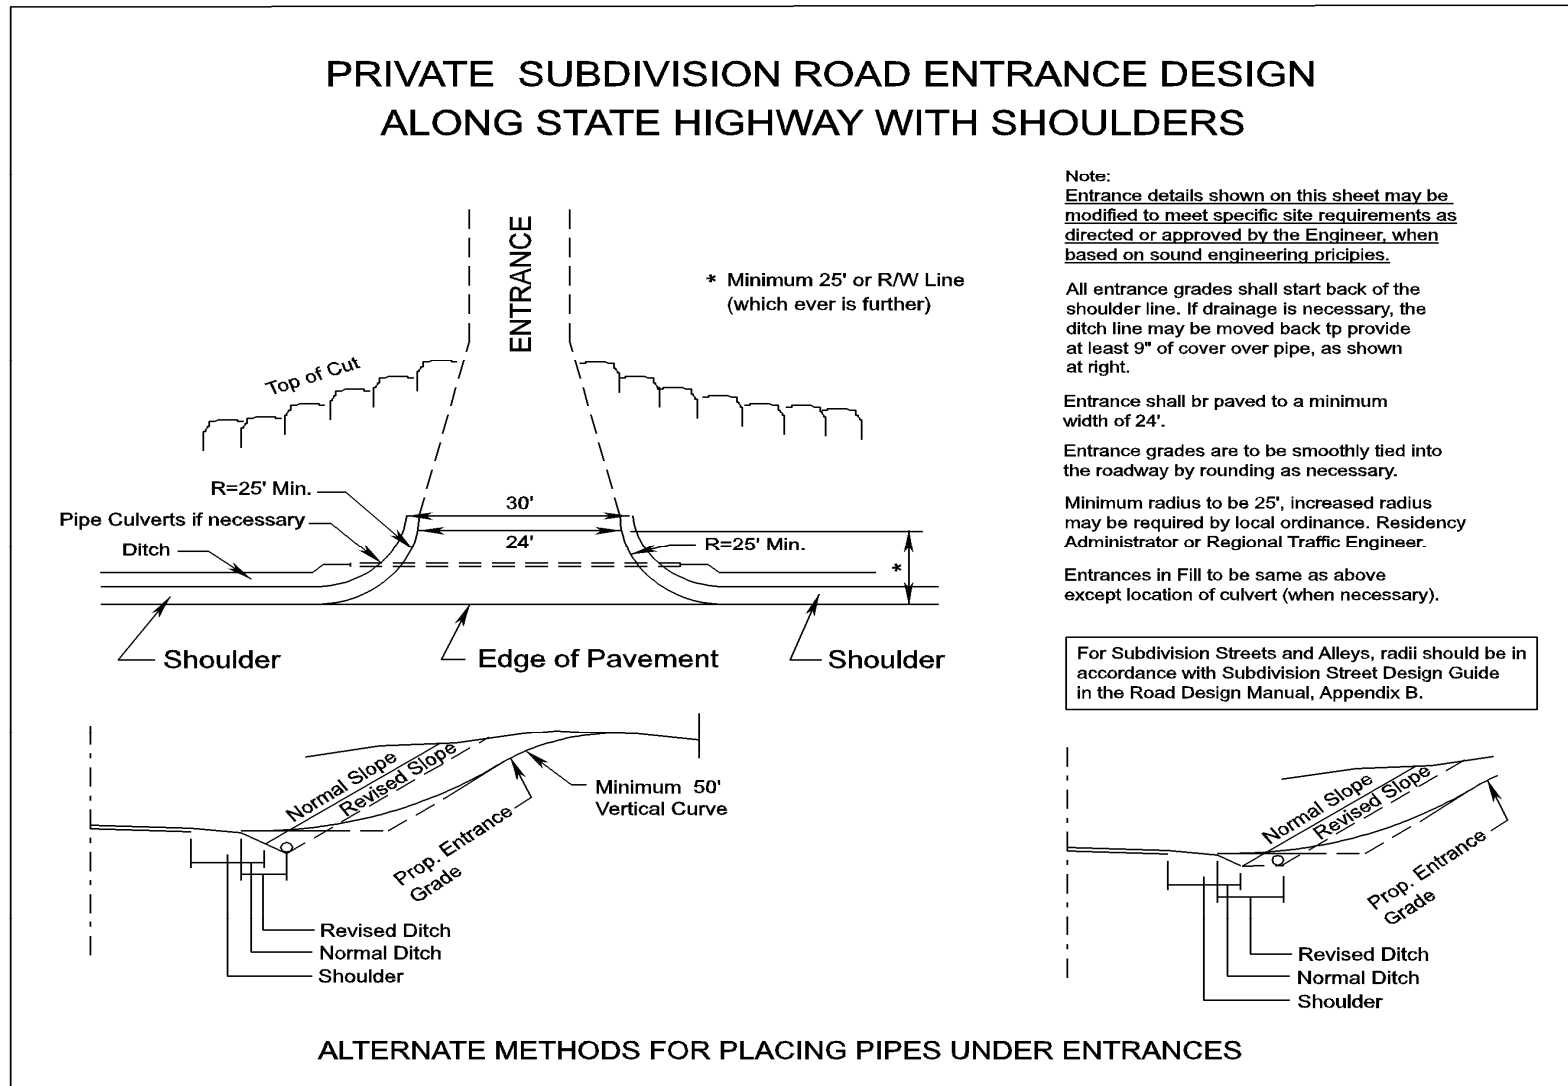 PRIVATE SUBDIVISION ROAD ENTRANCE DESIGN
ALONG STATE HIGHWAY WITH SHOULDERS
ENTRANCE
* Minimum 25' or R/W Line
(which ever is further)
Top of Cut
R=25' Min.
Pipe Culverts if necessary
Ditch
30'
24'
R=25' Min.
*
Shoulder
Edge of Pavement
Shoulder
Note:
Entrance details shown on this sheet may be
modified to meet specific site requirements as
directed or approved by the Engineer, when
based on sound engineering pricipies.
All entrance grades shall start back of the
shoulder line. If drainage is necessary, the
ditch line may be moved back tp provide
at least 9" of cover over pipe, as shown
at right.
Entrance shall br paved to a minimum
width of 24'.
Entrance grades are to be smoothly tied into
the roadway by rounding as necessary.
Minimum radius to be 25', increased radius
may be required by local ordinance. Residency
Administrator or Regional Traffic Engineer.
Entrances in Fill to be same as above
except location of culvert (when necessary).
For Subdivision Streets and Alleys, radii should be in
accordance with Subdivision Street Design Guide
in the Road Design Manual, Appendix B.
Normal Slope
Revised Slope
Minimum 50'
Vertical Curve
Prop. Entrance
Grade
Revised Ditch
Normal Ditch
Shoulder
Normal Slope
Revised Slope
Prop. Entrance
Grade
Revised Ditch
Normal Ditch
Shoulder
ALTERNATE METHODS FOR PLACING PIPES UNDER ENTRANCES